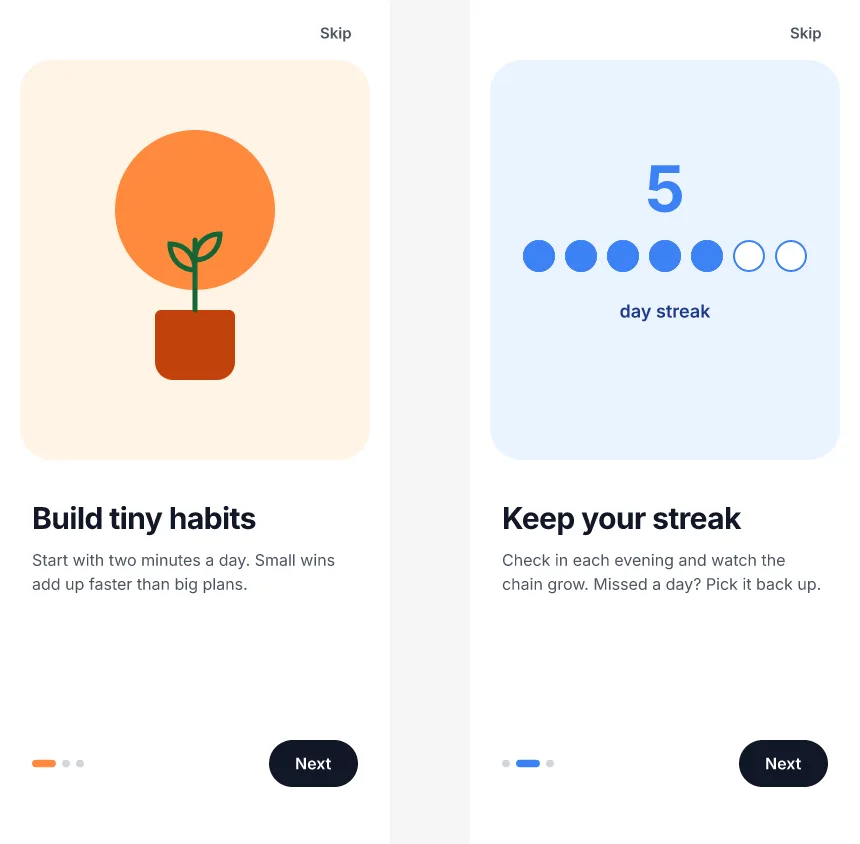 Skip
Build tiny habits
Start with two minutes a day. Small wins
add up faster than big plans.
Next
Skip
5
day streak
Keep your streak
Check in each evening and watch the
chain grow. Missed a day? Pick it back up.
Next